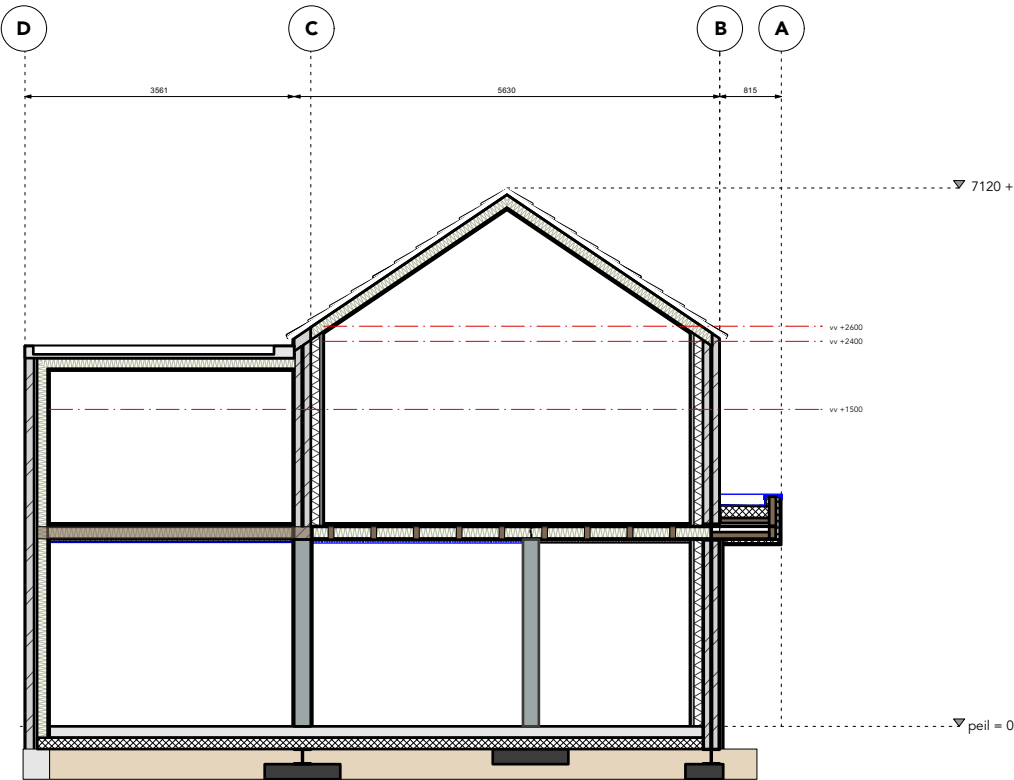 D C B A
3561 5630 815
7120 +
vv +2600
vv +2400
vv +1500
peil = 0